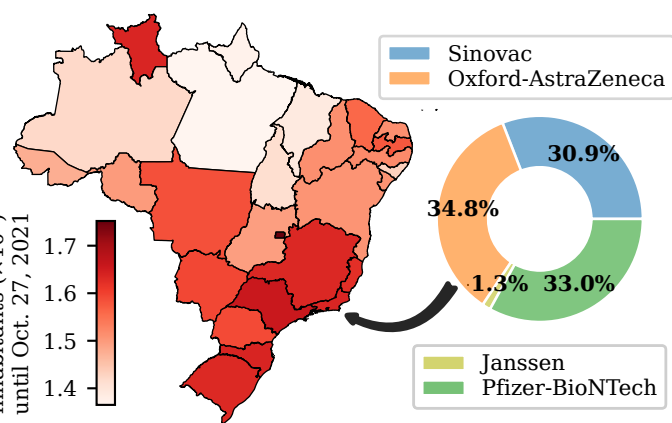 Sinovac
Oxford-AstraZeneca
30.9%
34.8%
1.3%
33.0%
until Oct. 27, 2021
1.7
1.6
1.5
1.4
Janssen
Pfizer-BioNTech